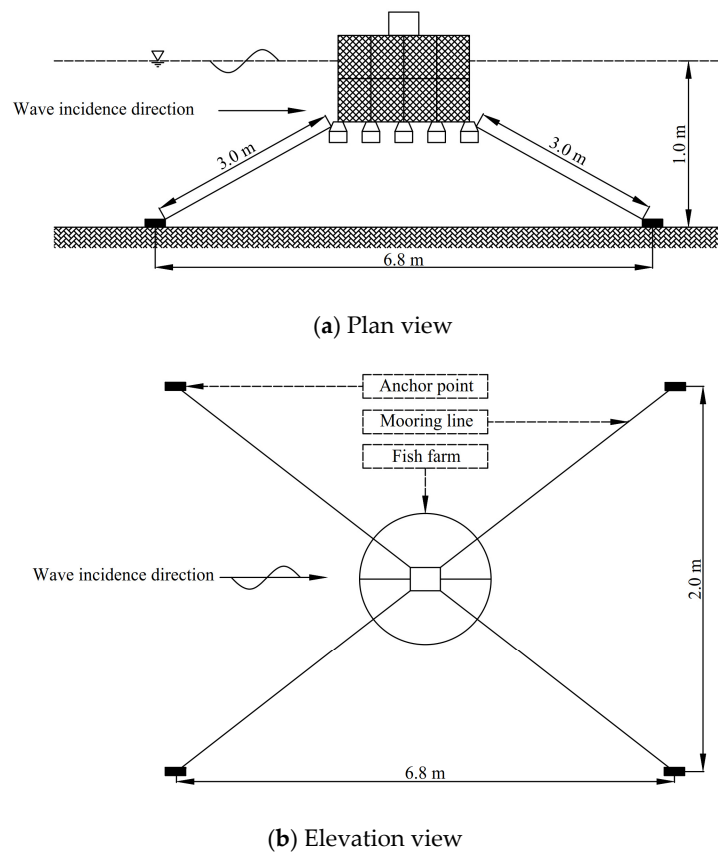 Wave incidence direction
3.0 m
3.0 m
1.0 m
6.8 m
(a) Plan view
Anchor point
Mooring line
Fish farm
Wave incidence direction
2.0 m
6.8 m
(b) Elevation view